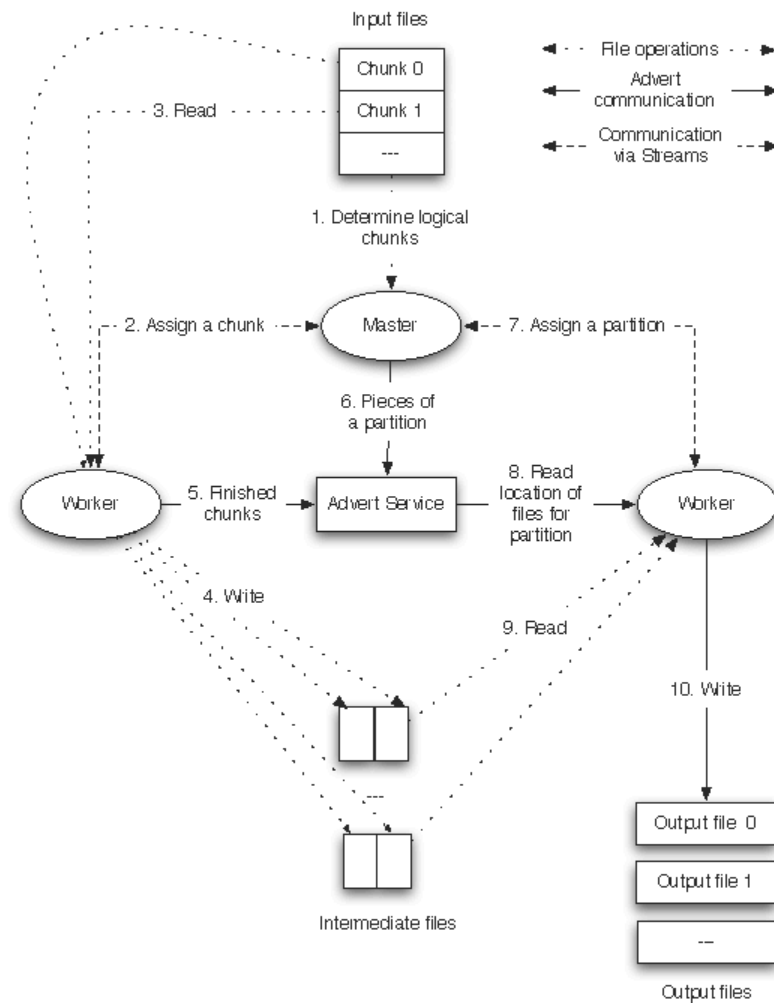 Input files
Chunk 0
Chunk 1
---
File operations
Advert
communication
Communication
via Streams
3. Read
1. Determine logical
chunks
2. Assign a chunk
Master
7. Assign a partition
6. Pieces of
a partition
Worker
5. Finished
chunks
Advert Service
8. Read
location of
files for
partition
Worker
4. Write
9. Read
10. Write
---
Intermediate files
Output file 0
Output file 1
---
Output files